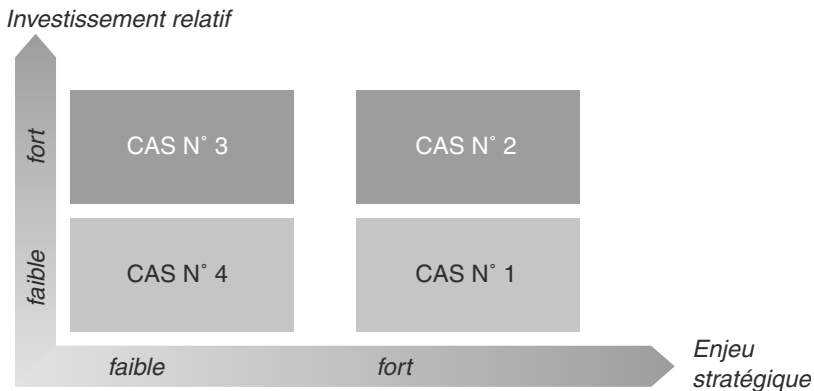 Investissement relatif
fort
CAS N° 3
CAS N° 2
faible
CAS N° 4
CAS N° 1
faible
fort
Enjeu
stratégique